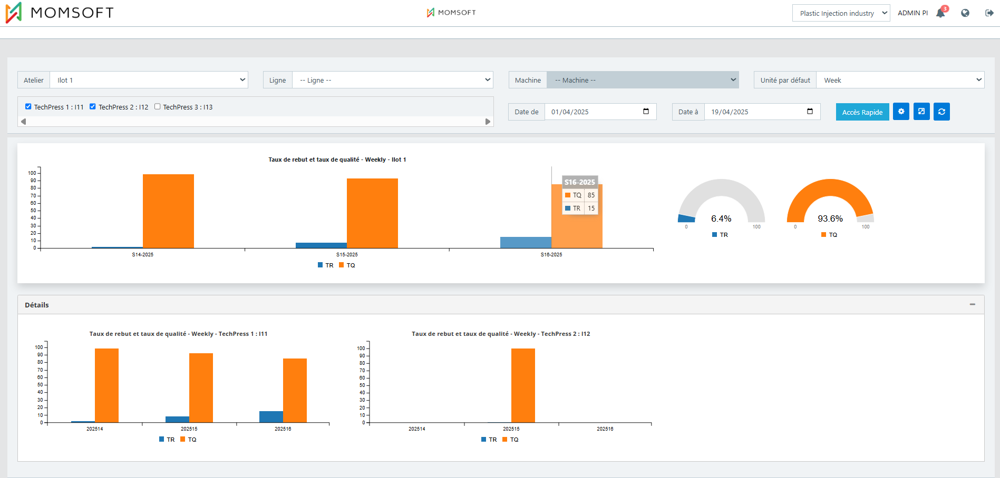 MOMSOFT
MOMSOFT
Plastic Injection industry
ADMIN PI
3
Atelier
Ilot 1
Ligne
-- Ligne --
Machine
-- Machine --
Unité par défaut
Week
TechPress 1 : I11
TechPress 2 : I12
TechPress 3 : I13
Date de
01/04/2025
Date à
19/04/2025
Accès Rapide
Taux de rebut et taux de qualité - Weekly - Ilot 1
100
90
80
70
60
50
40
30
20
10
0
S14-2025
S15-2025
S16-2025
S16-2025
TQ 85
TR 15
TR
TQ
6.4%
0
100
TR
93.6%
0
100
TQ
Détails
Taux de rebut et taux de qualité - Weekly - TechPress 1 : I11
100
90
80
70
60
50
40
30
20
10
0
202514
202515
202516
TR
TQ
Taux de rebut et taux de qualité - Weekly - TechPress 2 : I12
100
90
80
70
60
50
40
30
20
10
0
202514
202515
202516
TR
TQ